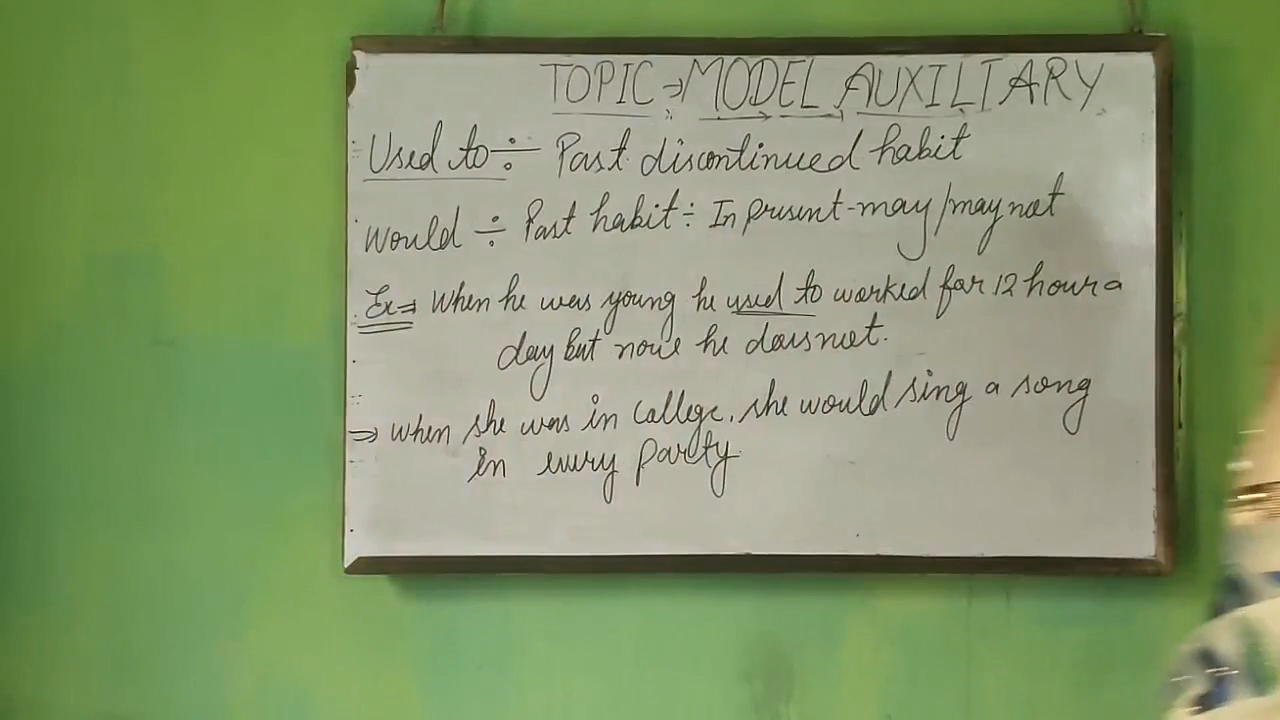 TOPIC → MODEL AUXILIARY
Used to ÷ Past discontinued habit
Would ÷ Past habit ÷ In present - may/may not
Ex ⇒ When he was young he used to worked for 12 hour a
day but now he does not.
⇒ when she was in college, she would sing a song
in every party